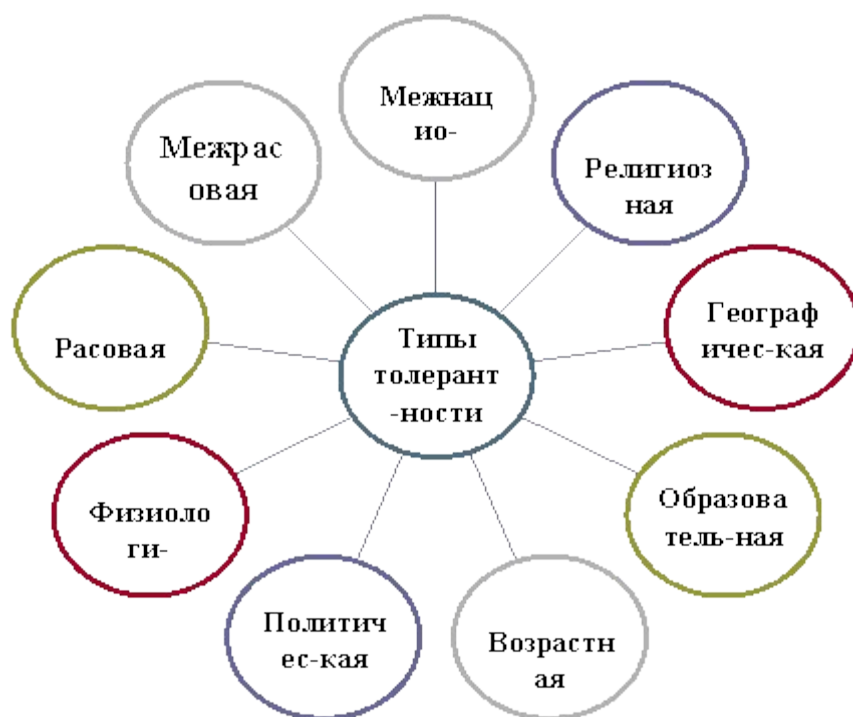 Межнац
ио-
Религиоз
ная
Географ
ичес-кая
Образова
тель-ная
Возрастн
ая
Политич
ес-кая
Физиоло
ги-
Расовая
Межрас
овая
Типы
толерант
-ности